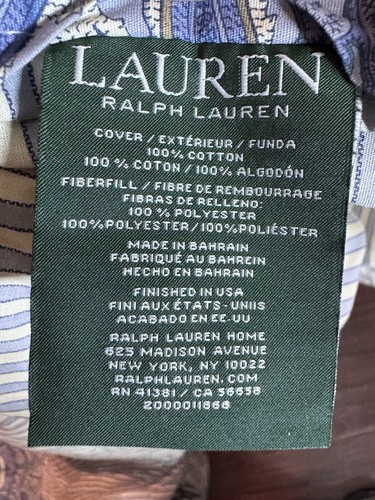 LAUREN
RALPH LAUREN
COVER / EXTÉRIEUR / FUNDA
100% COTTON
100 % COTON / 100% ALGODÓN
FIBERFILL / FIBRE DE REMBOURRAGE
FIBRAS DE RELLENO:
100 % POLYESTER
100%POLYESTER/100%POLIÉSTER
MADE IN BAHRAIN
FABRIQUÉ AU BAHREIN
HECHO EN BAHRAIN
FINISHED IN USA
FINI AUX ÉTATS - UNIIS
ACABADO EN EE-UU
RALPH LAUREN HOME
625 MADISON AVENUE
NEW YORK, NY 10022
RALPHLAUREN. COM
RN 41381 / CA 56658
2000011866